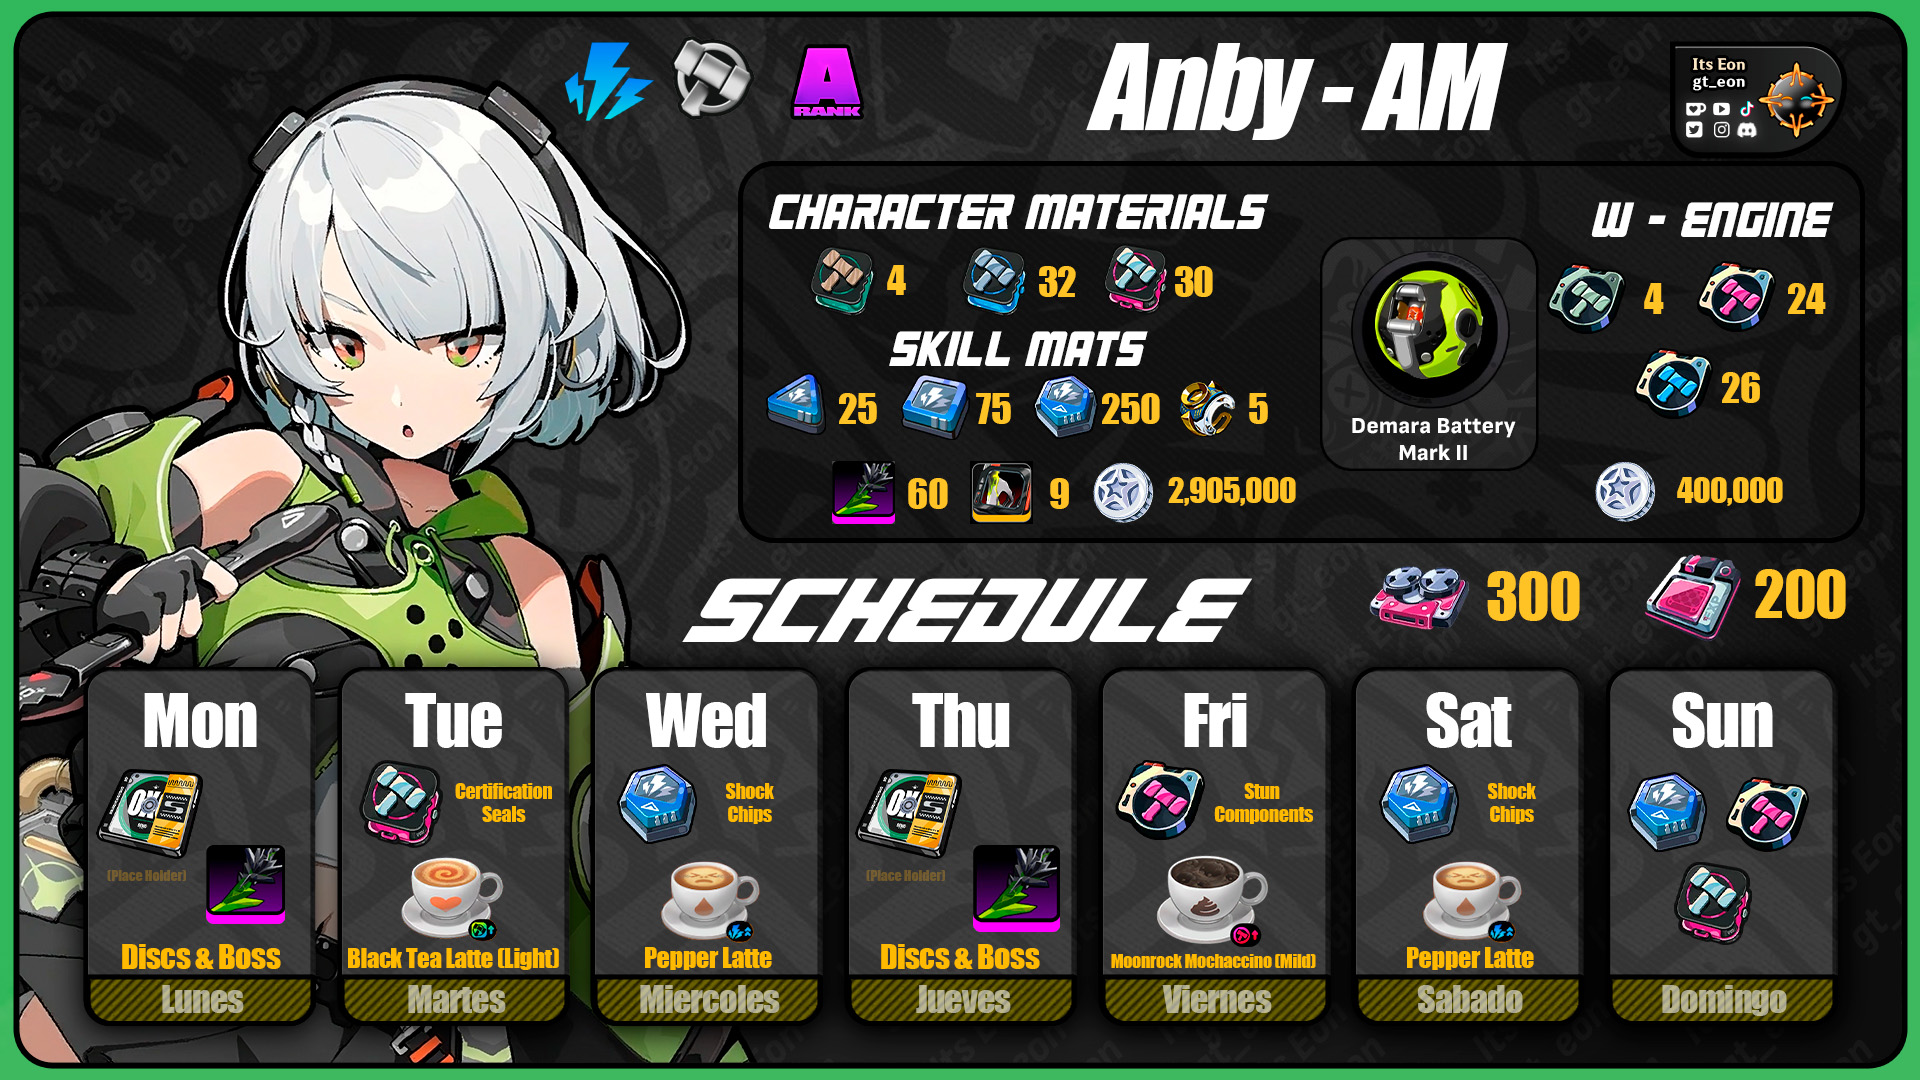 A
RANK
Anby - AM
Its Eon
gt_eon
CHARACTER MATERIALS
4
32
30
SKILL MATS
25
75
250
5
60
9
2,905,000
Demara Battery
Mark II
W - ENGINE
4
24
26
400,000
SCHEDULE
300
200
Mon
(Place Holder)
Discs & Boss
Lunes
Tue
Certification
Seals
Black Tea Latte (Light)
Martes
Wed
Shock
Chips
Pepper Latte
Miercoles
Thu
(Place Holder)
Discs & Boss
Jueves
Fri
Stun
Components
Moonrock Mochaccino (Mild)
Viernes
Sat
Shock
Chips
Pepper Latte
Sabado
Sun
Domingo